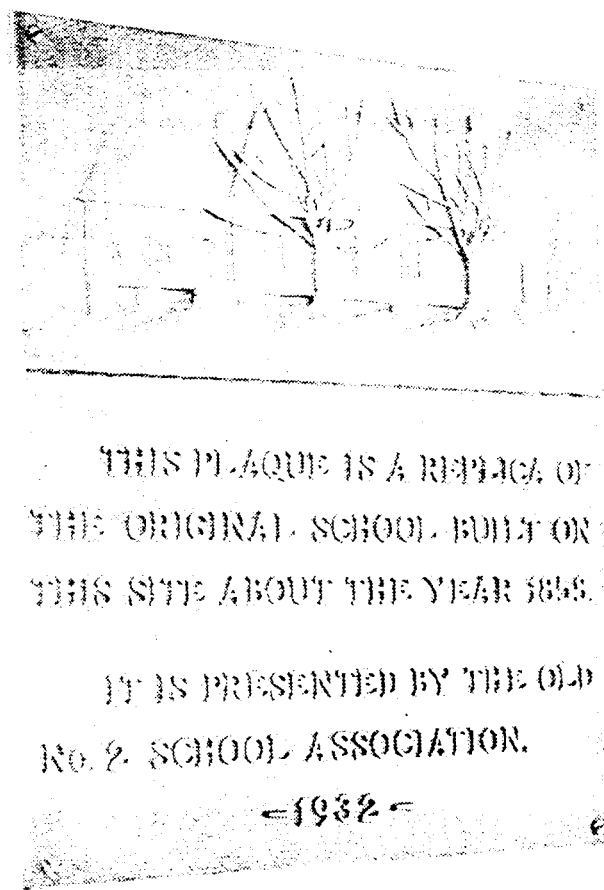 THIS PLAQUE IS A REPLICA OF
THE ORIGINAL SCHOOL BUILT ON
THIS SITE ABOUT THE YEAR 1855.
IT IS PRESENTED BY THE OLD
No. 2 SCHOOL ASSOCIATION.
1932